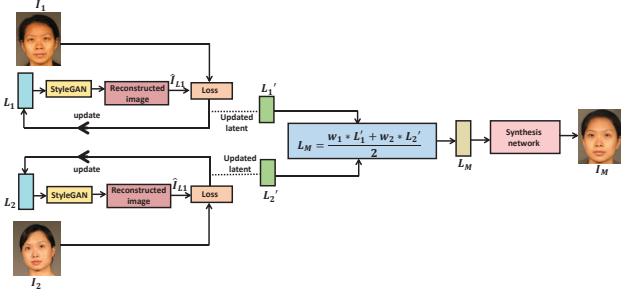 I₁
L₁
StyleGAN
Reconstructed
image
Î_L1
Loss
update
Updated
latent
L₁′
update
Updated
latent
L₂
StyleGAN
Reconstructed
image
Î_L1
Loss
L₂′
I₂
L_M = (w₁ * L₁′ + w₂ * L₂′) / 2
L_M
Synthesis
network
I_M